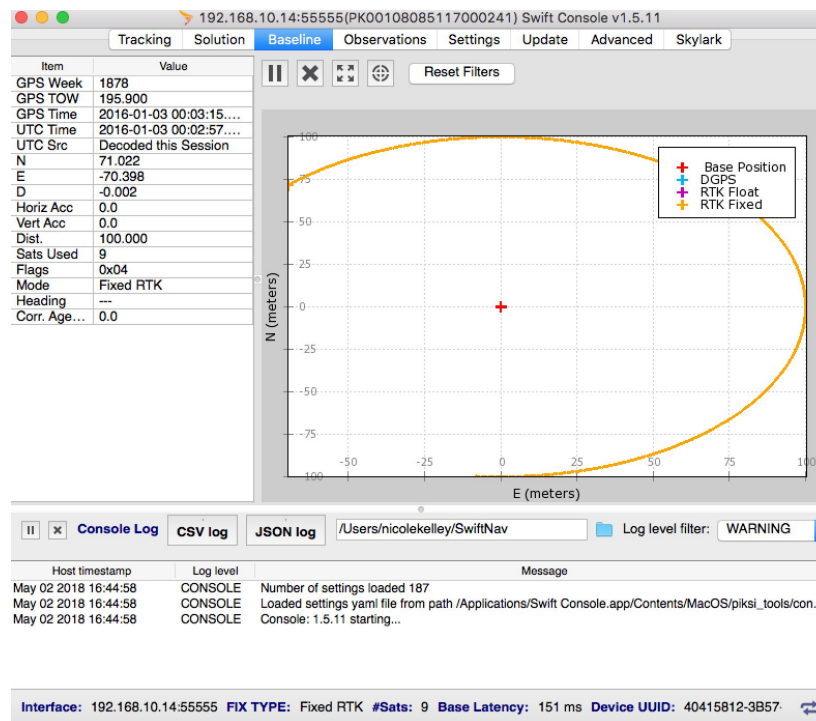 192.168.10.14:55555(PK00108085117000241) Swift Console v1.5.11
Tracking Solution Baseline Observations Settings Update Advanced Skylark
Item Value
GPS Week 1878
GPS TOW 195.900
GPS Time 2016-01-03 00:03:15....
UTC Time 2016-01-03 00:02:57....
UTC Src Decoded this Session
N 71.022
E -70.398
D -0.002
Horiz Acc 0.0
Vert Acc 0.0
Dist. 100.000
Sats Used 9
Flags 0x04
Mode Fixed RTK
Heading ---
Corr. Age... 0.0
Reset Filters
Base Position
DGPS
RTK Float
RTK Fixed
100
75
50
25
0
-25
-50
-75
100
N (meters)
-50 -25 0 25 50 75 100
E (meters)
Console Log CSV log JSON log /Users/nicolekelley/SwiftNav Log level filter: WARNING
Host timestamp Log level Message
May 02 2018 16:44:58 CONSOLE Number of settings loaded 187
May 02 2018 16:44:58 CONSOLE Loaded settings yaml file from path /Applications/Swift Console.app/Contents/MacOS/piksi_tools/con.
May 02 2018 16:44:58 CONSOLE Console: 1.5.11 starting...
Interface: 192.168.10.14:55555 FIX TYPE: Fixed RTK #Sats: 9 Base Latency: 151 ms Device UUID: 40415812-3B57-